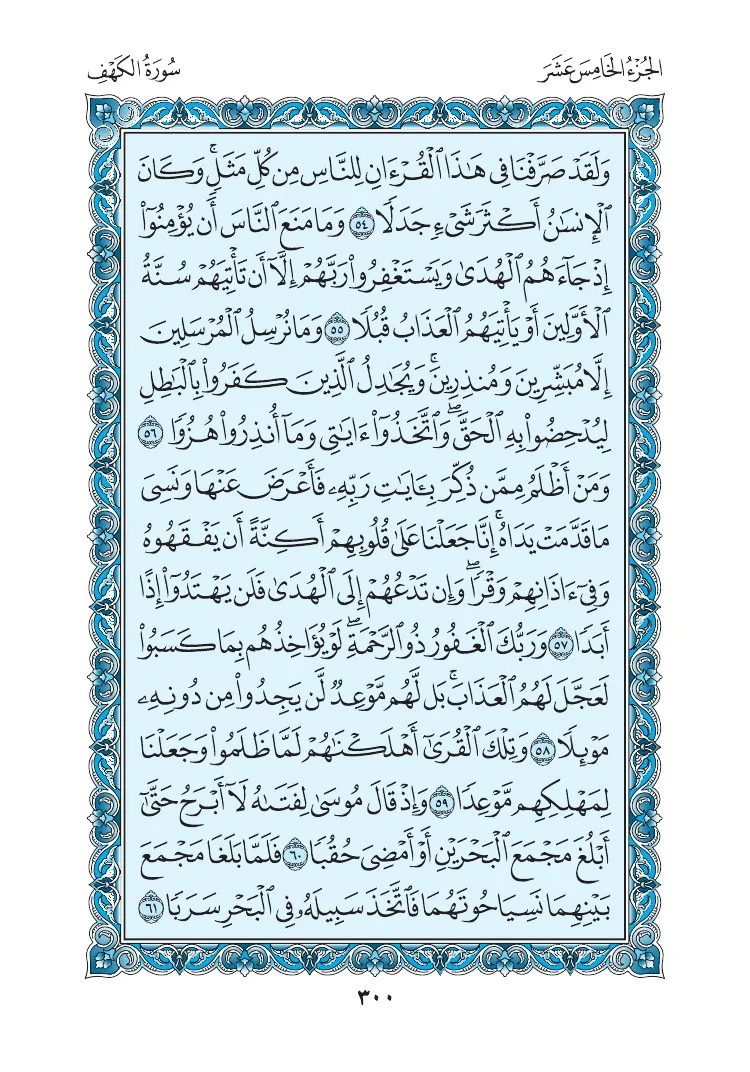 الجُزْءُ الخَامِسَ عَشَرَ
سُورَةُ الكَهْفِ
وَلَقَدۡ صَرَّفۡنَا فِي هَٰذَا ٱلۡقُرۡءَانِ لِلنَّاسِ مِن كُلِّ مَثَلٖۚ وَكَانَ
ٱلۡإِنسَٰنُ أَكۡثَرَ شَيۡءٖ جَدَلٗا ٥٤ وَمَا مَنَعَ ٱلنَّاسَ أَن يُؤۡمِنُوٓاْ
إِذۡ جَآءَهُمُ ٱلۡهُدَىٰ وَيَسۡتَغۡفِرُواْ رَبَّهُمۡ إِلَّآ أَن تَأۡتِيَهُمۡ سُنَّةُ
ٱلۡأَوَّلِينَ أَوۡ يَأۡتِيَهُمُ ٱلۡعَذَابُ قُبُلٗا ٥٥ وَمَا نُرۡسِلُ ٱلۡمُرۡسَلِينَ
إِلَّا مُبَشِّرِينَ وَمُنذِرِينَۚ وَيُجَٰدِلُ ٱلَّذِينَ كَفَرُواْ بِٱلۡبَٰطِلِ
لِيُدۡحِضُواْ بِهِ ٱلۡحَقَّۖ وَٱتَّخَذُوٓاْ ءَايَٰتِي وَمَآ أُنذِرُواْ هُزُوٗا ٥٦
وَمَنۡ أَظۡلَمُ مِمَّن ذُكِّرَ بِـَٔايَٰتِ رَبِّهِۦ فَأَعۡرَضَ عَنۡهَا وَنَسِيَ
مَا قَدَّمَتۡ يَدَاهُۚ إِنَّا جَعَلۡنَا عَلَىٰ قُلُوبِهِمۡ أَكِنَّةً أَن يَفۡقَهُوهُ
وَفِيٓ ءَاذَانِهِمۡ وَقۡرٗاۖ وَإِن تَدۡعُهُمۡ إِلَى ٱلۡهُدَىٰ فَلَن يَهۡتَدُوٓاْ إِذًا
أَبَدٗا ٥٧ وَرَبُّكَ ٱلۡغَفُورُ ذُو ٱلرَّحۡمَةِۖ لَوۡ يُؤَاخِذُهُم بِمَا كَسَبُواْ
لَعَجَّلَ لَهُمُ ٱلۡعَذَابَۚ بَل لَّهُم مَّوۡعِدٞ لَّن يَجِدُواْ مِن دُونِهِۦ
مَوۡئِلٗا ٥٨ وَتِلۡكَ ٱلۡقُرَىٰٓ أَهۡلَكۡنَٰهُمۡ لَمَّا ظَلَمُواْ وَجَعَلۡنَا
لِمَهۡلِكِهِم مَّوۡعِدٗا ٥٩ وَإِذۡ قَالَ مُوسَىٰ لِفَتَىٰهُ لَآ أَبۡرَحُ حَتَّىٰٓ
أَبۡلُغَ مَجۡمَعَ ٱلۡبَحۡرَيۡنِ أَوۡ أَمۡضِيَ حُقُبٗا ٦٠ فَلَمَّا بَلَغَا مَجۡمَعَ
بَيۡنِهِمَا نَسِيَا حُوتَهُمَا فَٱتَّخَذَ سَبِيلَهُۥ فِي ٱلۡبَحۡرِ سَرَبٗا ٦١
٣٠٠